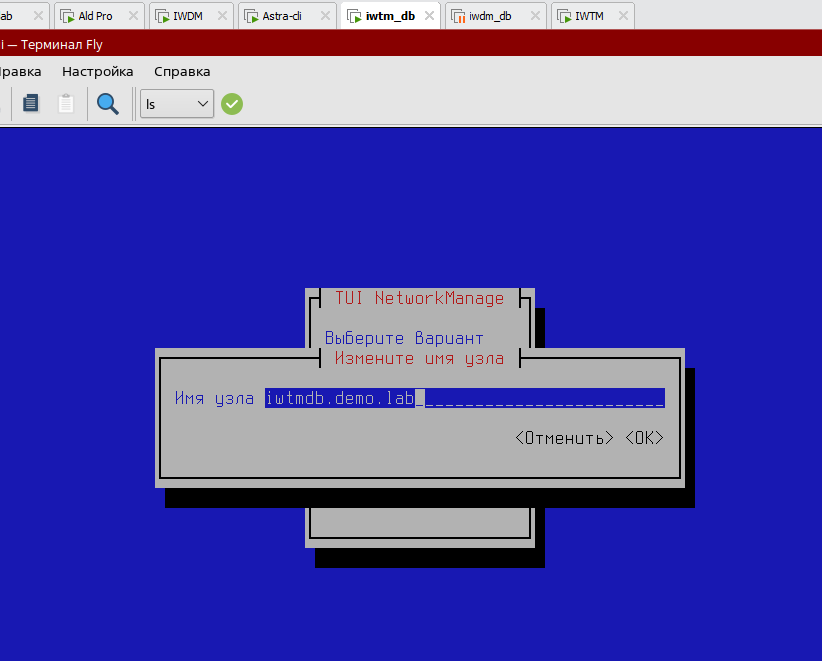 ab
Ald Pro
IWDM
Astra-cli
iwtm_db
iwdm_db
IWTM
i — Терминал Fly
Правка Настройка Справка
ls
TUI NetworkManage
Выберите Вариант
Измените имя узла
Имя узла iwtmdb.demo.lab
<Отменить> <OK>